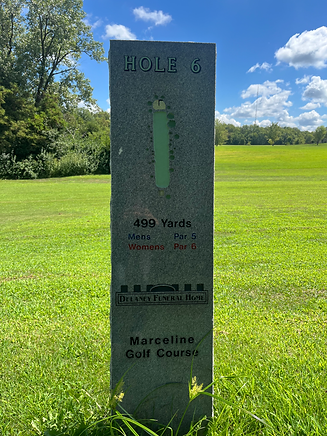 HOLE 6
499 Yards
Mens Par 5
Womens Par 6
Delaney Funeral Home
Marceline
Golf Course